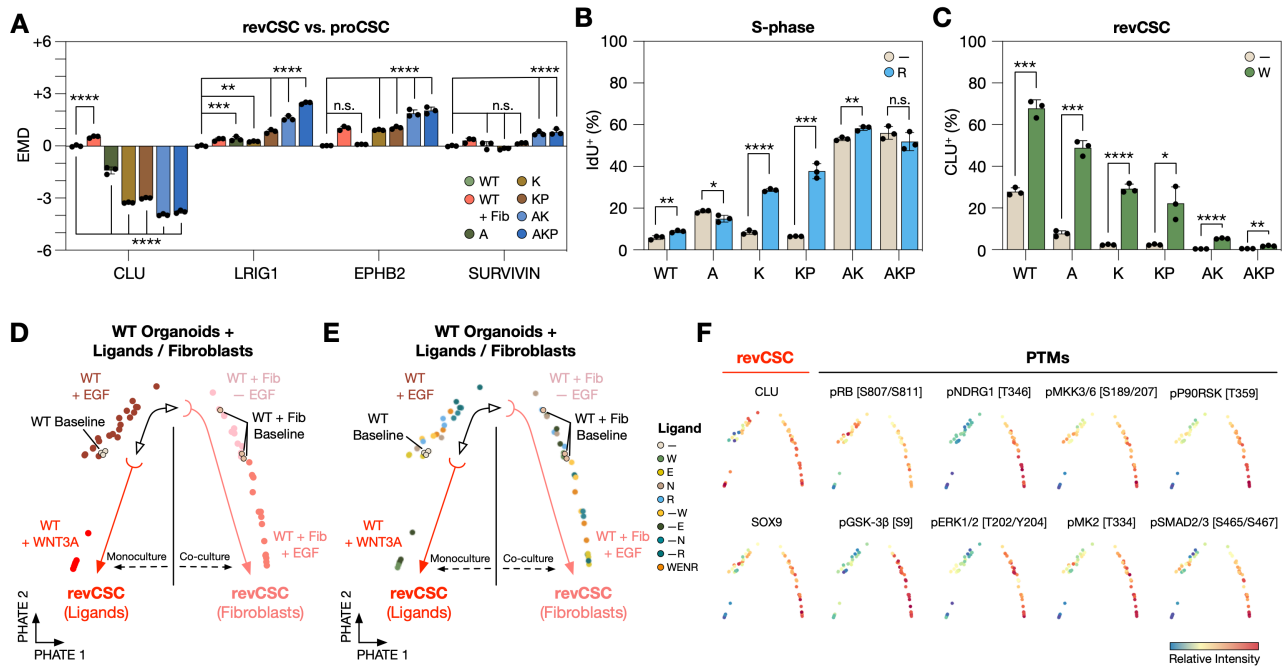 A
revCSC vs. proCSC
+6
+3
0
-3
-6
EMD
****
****
***
**
****
n.s.
****
n.s.
****
WT
WT
+ Fib
A
K
KP
AK
AKP
CLU
LRIG1
EPHB2
SURVIVIN
B
S-phase
100
80
60
40
20
0
IdU+ (%)
**
*
****
***
**
n.s.
—
R
WT
A
K
KP
AK
AKP
C
revCSC
100
80
60
40
20
0
CLU+ (%)
***
***
****
*
****
**
—
W
WT
A
K
KP
AK
AKP
D
WT Organoids +
Ligands / Fibroblasts
WT
+ EGF
WT + Fib
— EGF
WT Baseline
WT + Fib
Baseline
WT
+ WNT3A
WT + Fib
+ EGF
Monoculture
Co-culture
revCSC
(Ligands)
revCSC
(Fibroblasts)
PHATE 2
PHATE 1
E
WT Organoids +
Ligands / Fibroblasts
WT
+ EGF
WT + Fib
— EGF
WT
Baseline
WT + Fib
Baseline
WT
+ WNT3A
WT + Fib
+ EGF
Monoculture
Co-culture
revCSC
(Ligands)
revCSC
(Fibroblasts)
PHATE 2
PHATE 1
Ligand
—
W
E
N
R
—W
—E
—N
—R
WENR
F
revCSC
PTMs
CLU
pRB [S807/S811]
pNDRG1 [T346]
pMKK3/6 [S189/207]
pP90RSK [T359]
SOX9
pGSK-3β [S9]
pERK1/2 [T202/Y204]
pMK2 [T334]
pSMAD2/3 [S465/S467]
Relative Intensity